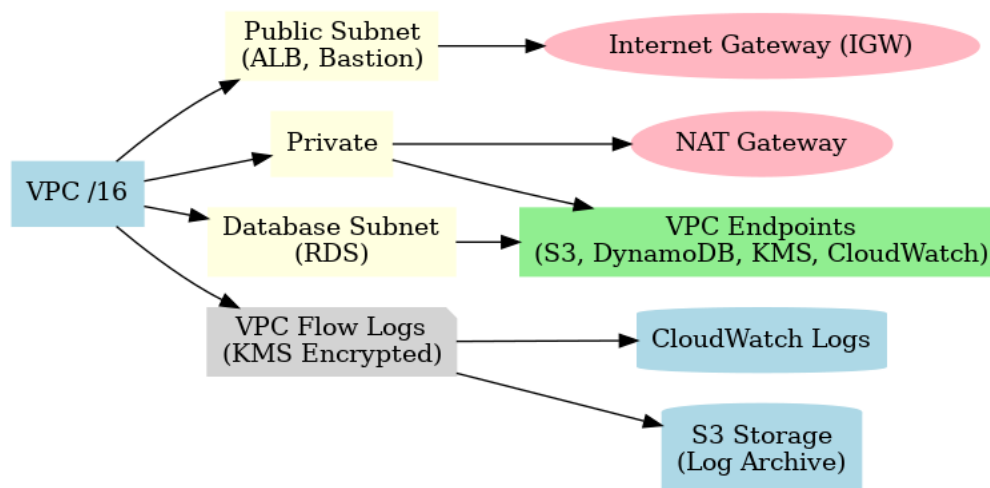 Public Subnet
(ALB, Bastion)
Internet Gateway (IGW)
Private
NAT Gateway
VPC /16
Database Subnet
(RDS)
VPC Endpoints
(S3, DynamoDB, KMS, CloudWatch)
VPC Flow Logs
(KMS Encrypted)
CloudWatch Logs
S3 Storage
(Log Archive)